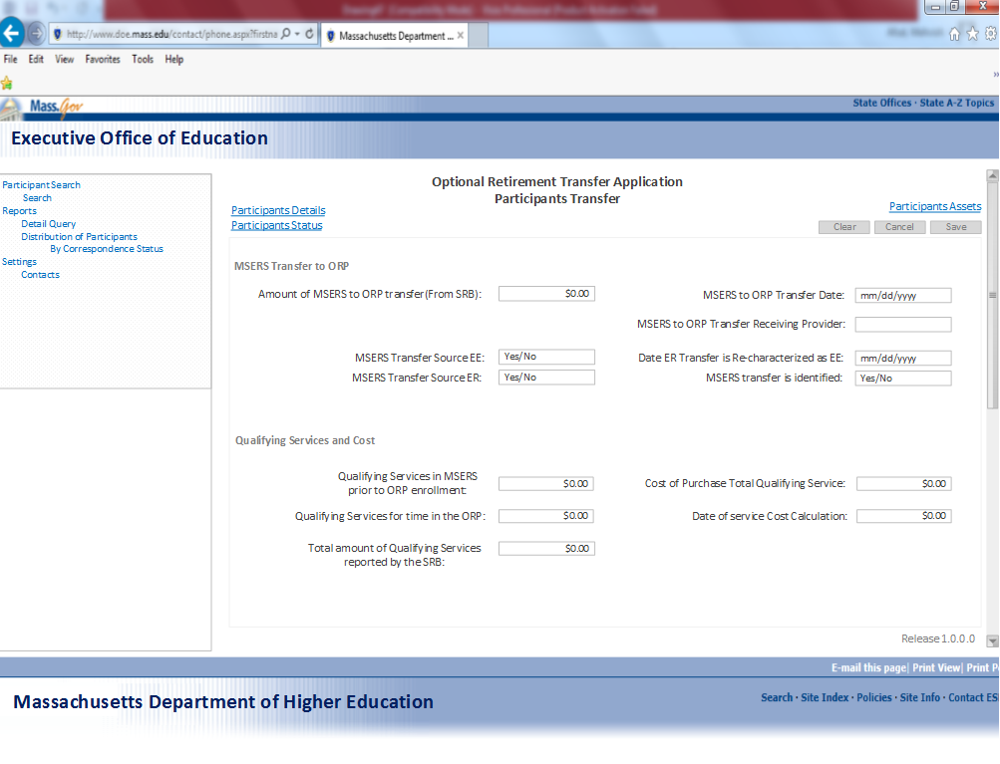 http://www.doe.mass.edu/contact/phone.aspx?firstna
Massachusetts Department ...
File Edit View Favorites Tools Help
Mass.Gov
State Offices · State A-Z Topics
Executive Office of Education
Participant Search
Search
Reports
Detail Query
Distribution of Participants
By Correspondence Status
Settings
Contacts
Optional Retirement Transfer Application
Participants Transfer
Participants Details
Participants Status
Participants Assets
Clear Cancel Save
MSERS Transfer to ORP
Amount of MSERS to ORP transfer(From SRB): $0.00
MSERS to ORP Transfer Date: mm/dd/yyyy
MSERS to ORP Transfer Receiving Provider:
MSERS Transfer Source EE: Yes/No
Date ER Transfer is Re-characterized as EE: mm/dd/yyyy
MSERS Transfer Source ER: Yes/No
MSERS transfer is identified: Yes/No
Qualifying Services and Cost
Qualifying Services in MSERS
prior to ORP enrollment: $0.00
Cost of Purchase Total Qualifying Service: $0.00
Qualifying Services for time in the ORP: $0.00
Date of service Cost Calculation: $0.00
Total amount of Qualifying Services
reported by the SRB: $0.00
Release 1.0.0.0
E-mail this page| Print View| Print P
Massachusetts Department of Higher Education
Search · Site Index · Policies · Site Info · Contact ES